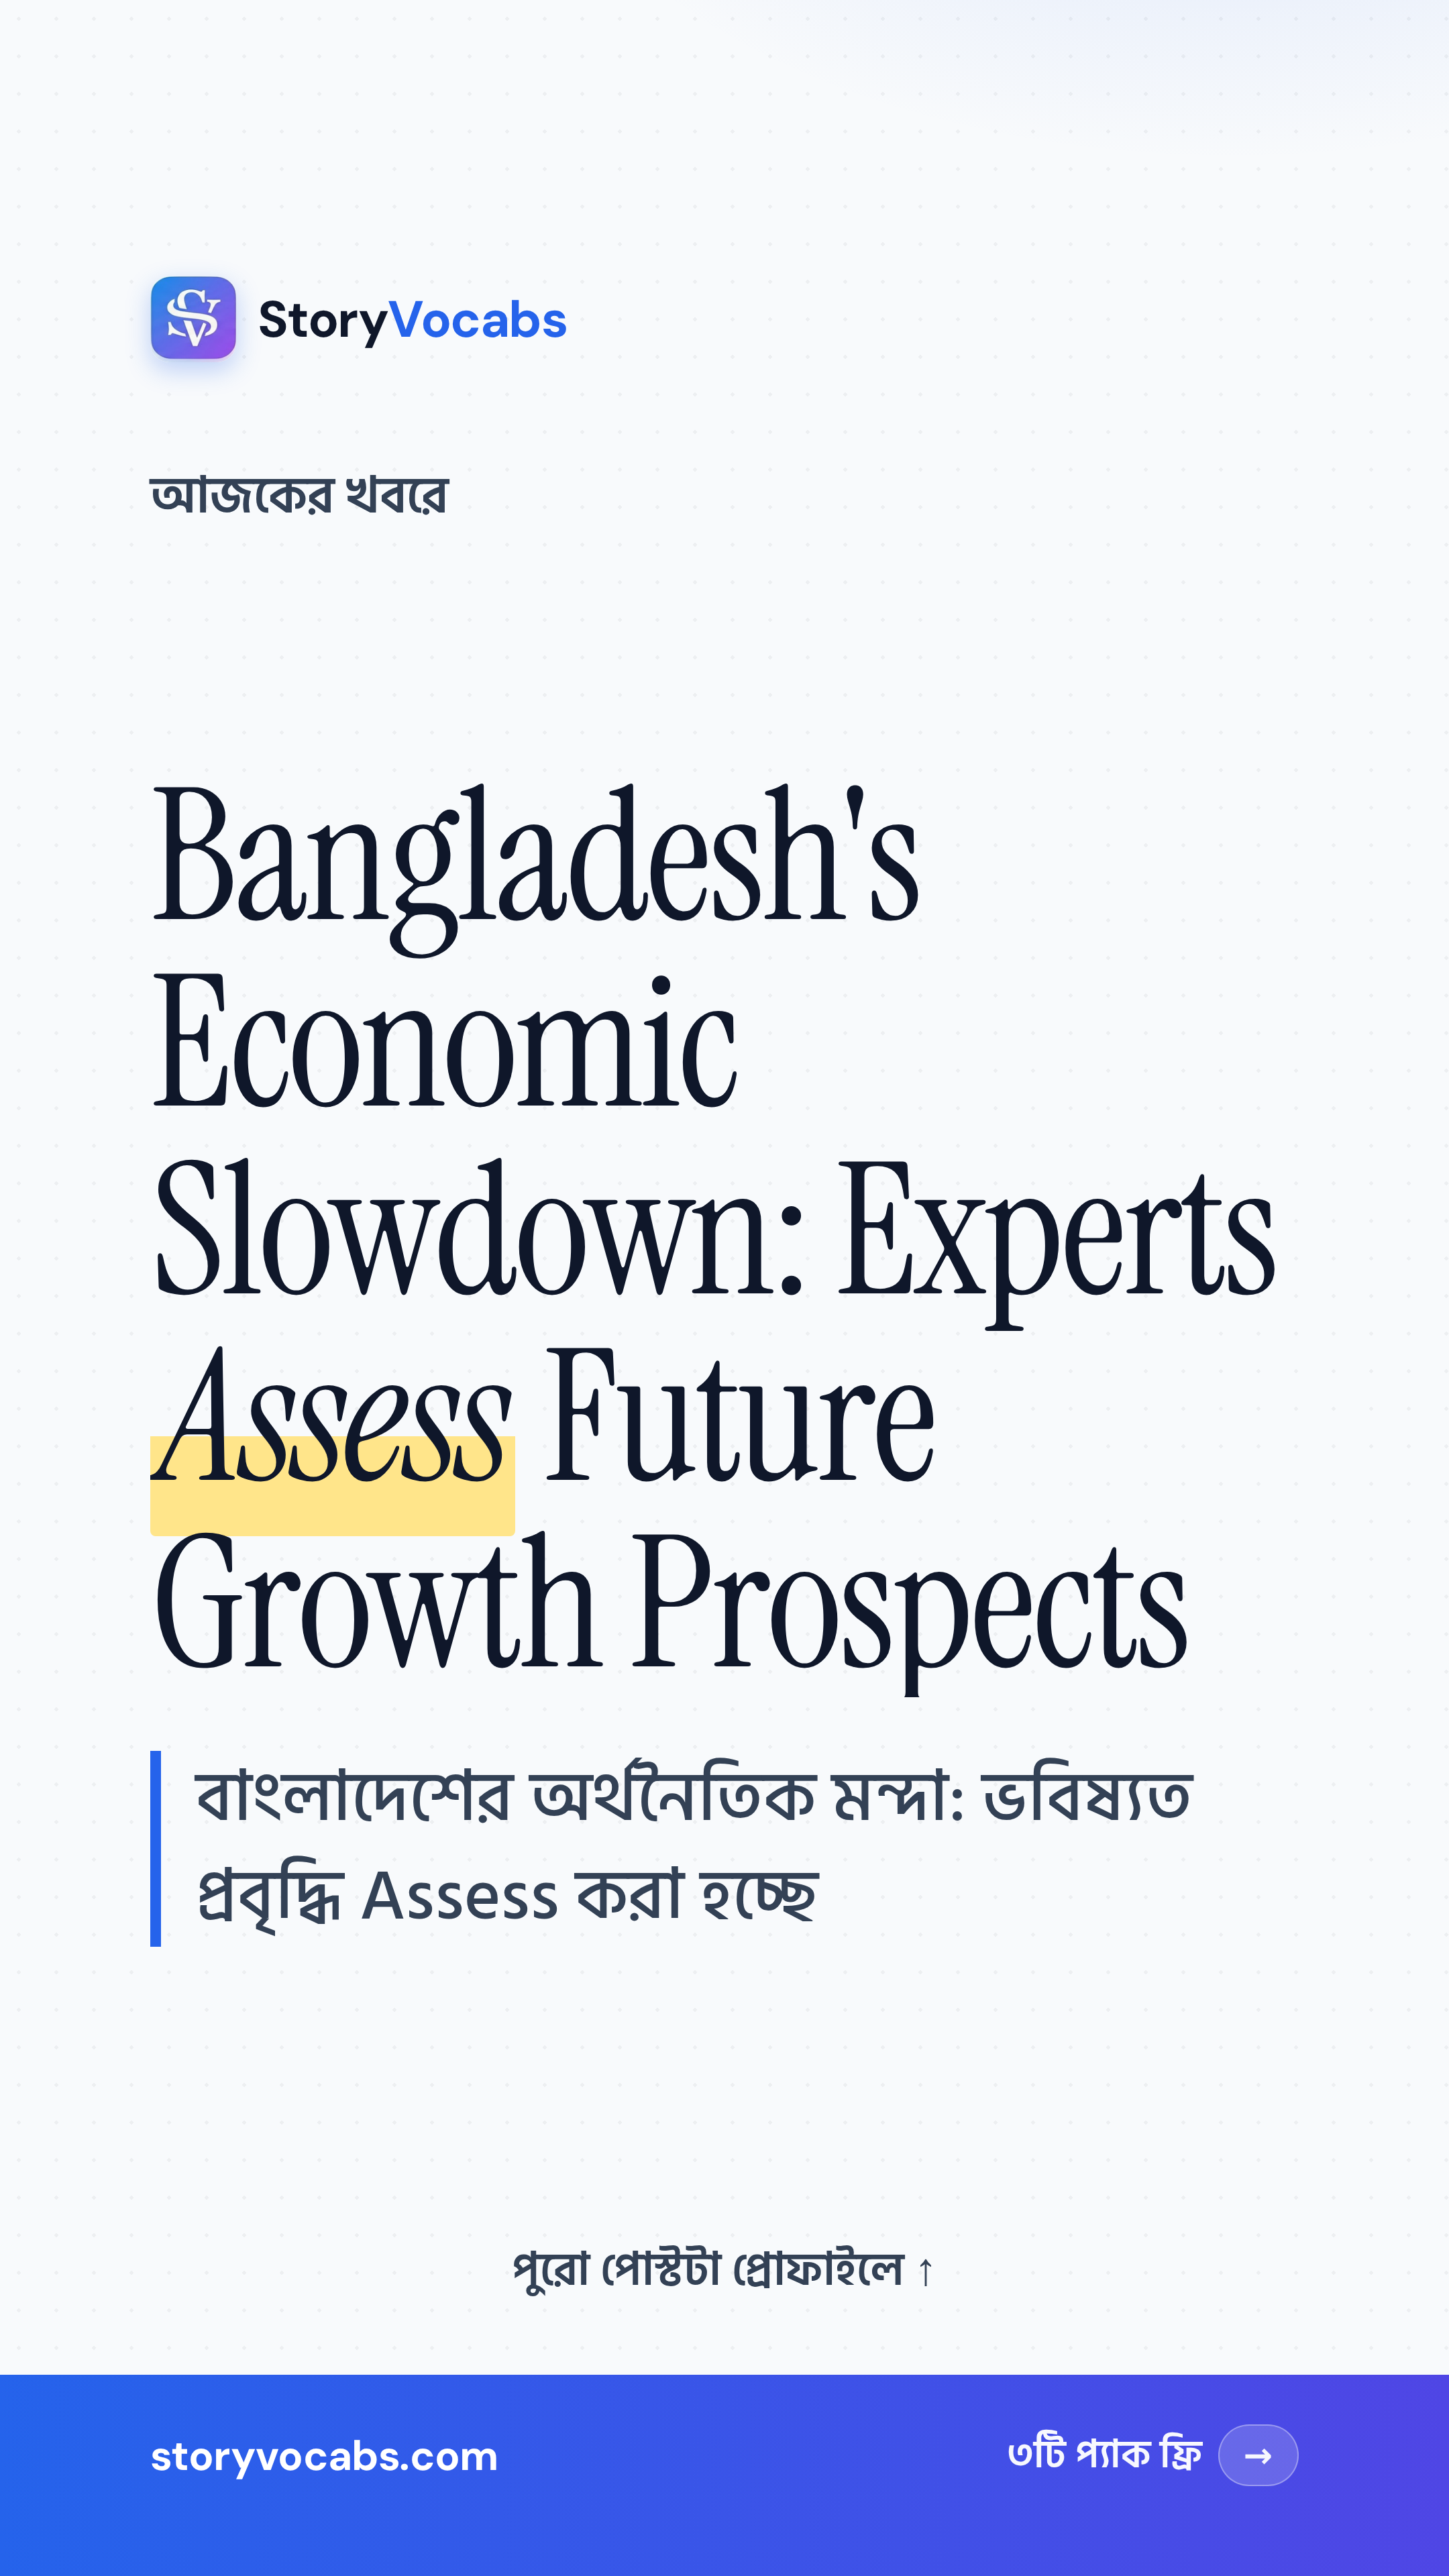 StoryVocabs
আজকের খবরে
Bangladesh's
Economic
Slowdown: Experts
Assess Future
Growth Prospects
বাংলাদেশের অর্থনৈতিক মন্দা: ভবিষ্যত
প্রবৃদ্ধি Assess করা হচ্ছে
পুরো পোস্টটা প্রোফাইলে ↑
storyvocabs.com
৩টি প্যাক ফ্রি →